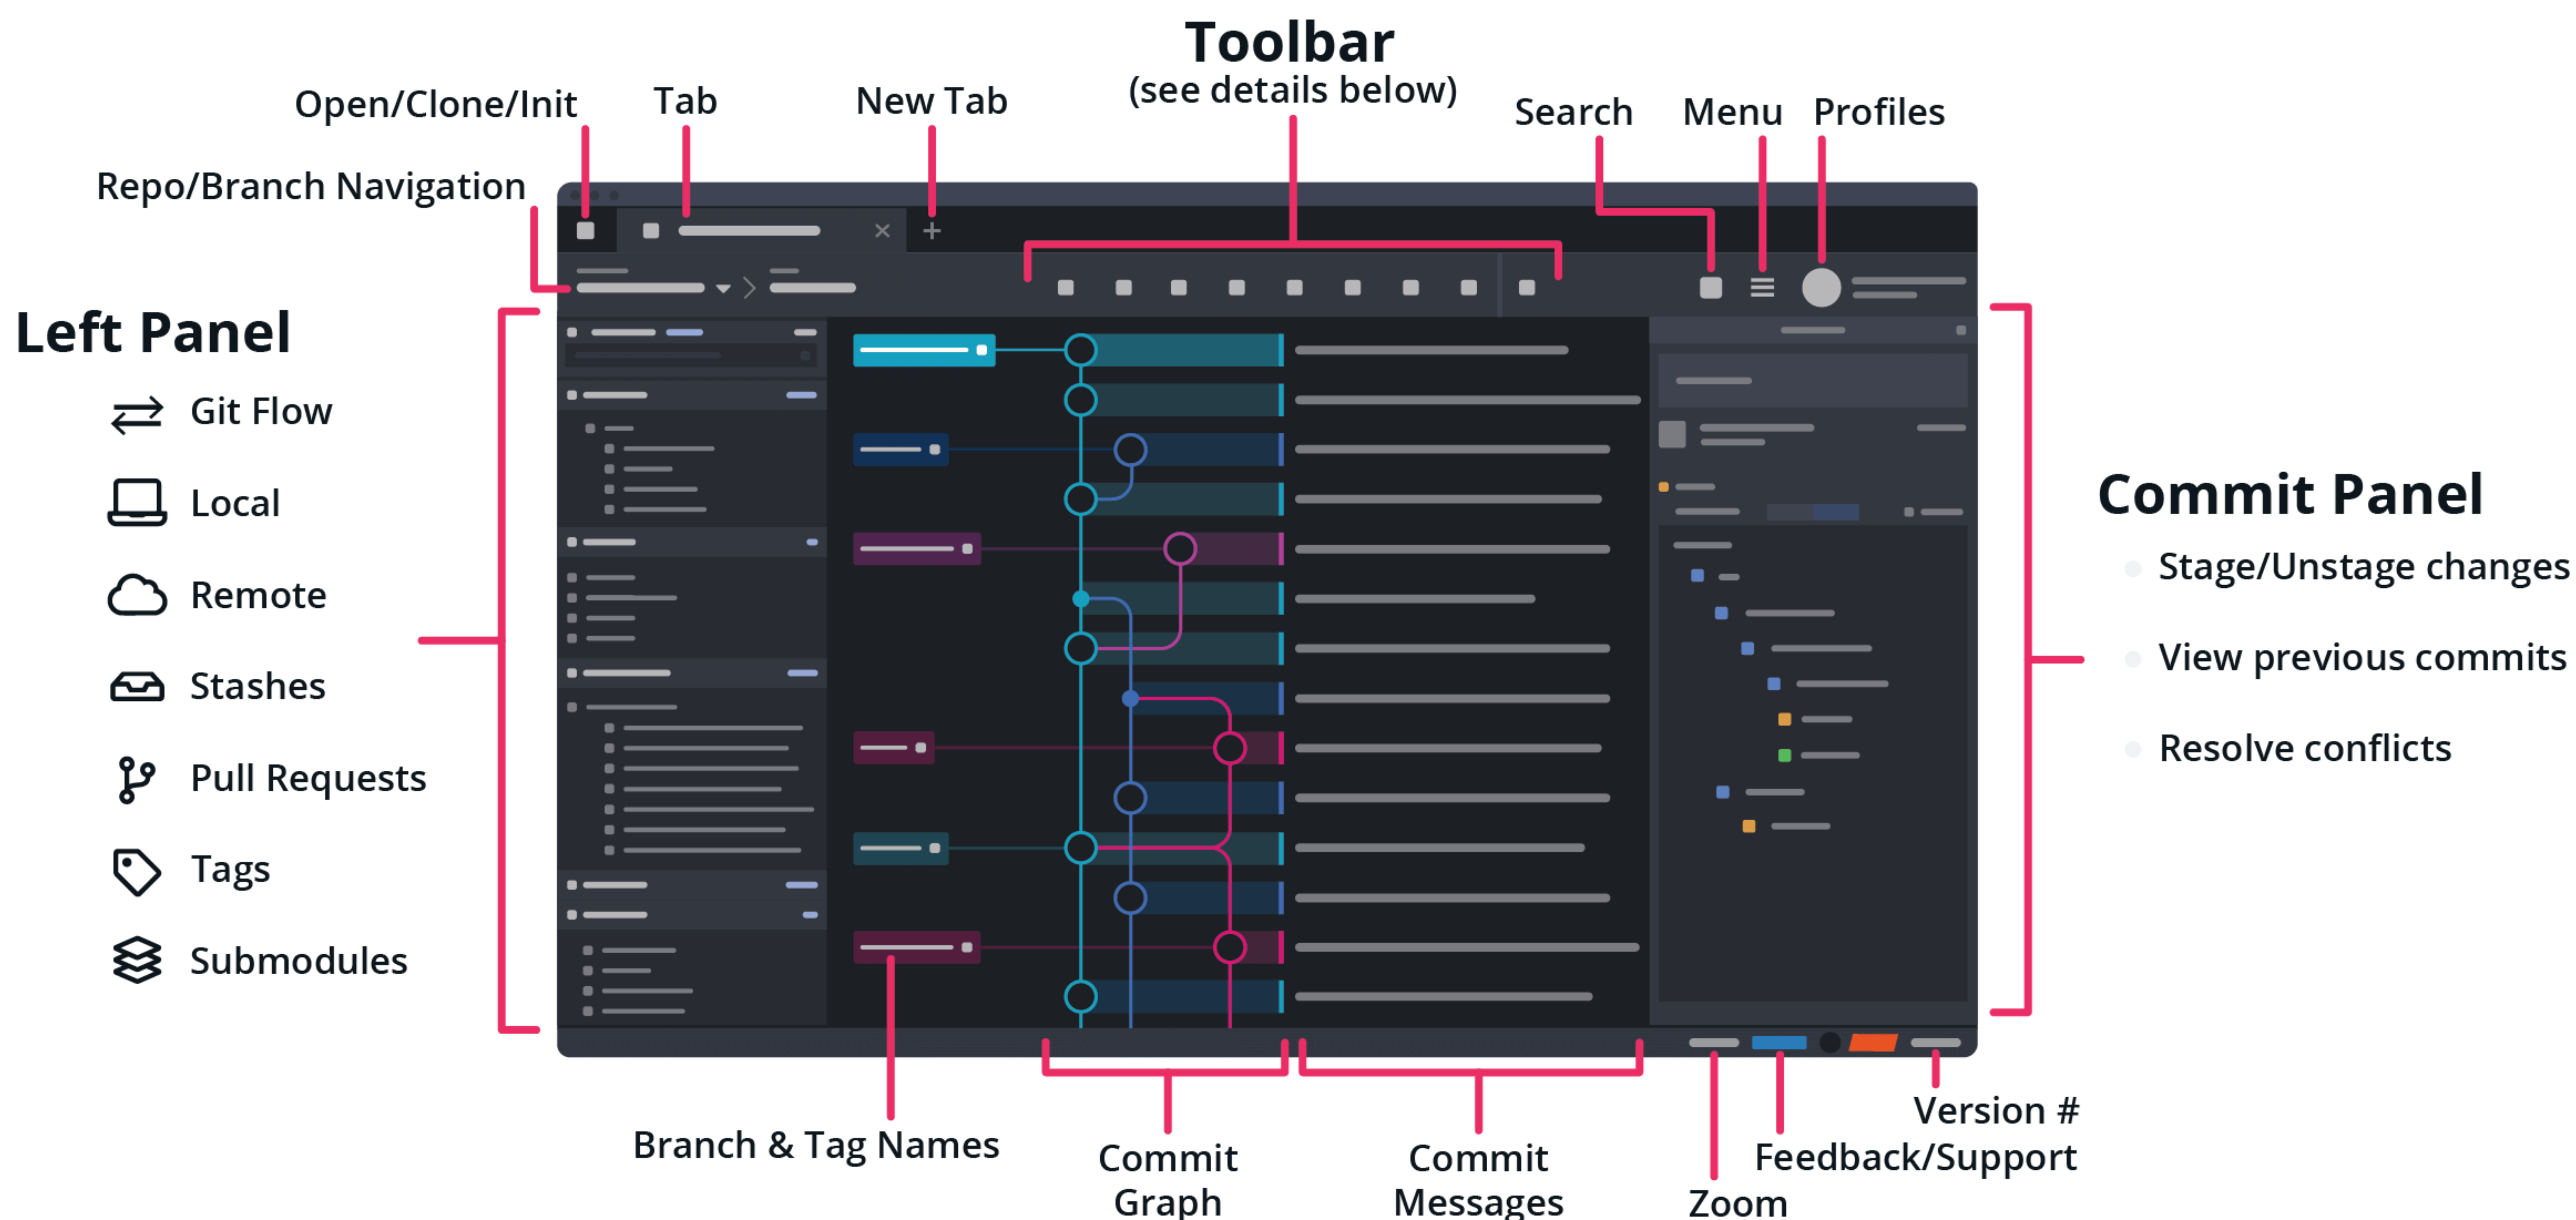 Toolbar
(see details below)
Open/Clone/Init
Tab
New Tab
Search
Menu
Profiles
Repo/Branch Navigation
Left Panel
Git Flow
Local
Remote
Stashes
Pull Requests
Tags
Submodules
Commit Panel
Stage/Unstage changes
View previous commits
Resolve conflicts
Branch & Tag Names
Commit
Graph
Commit
Messages
Version #
Feedback/Support
Zoom